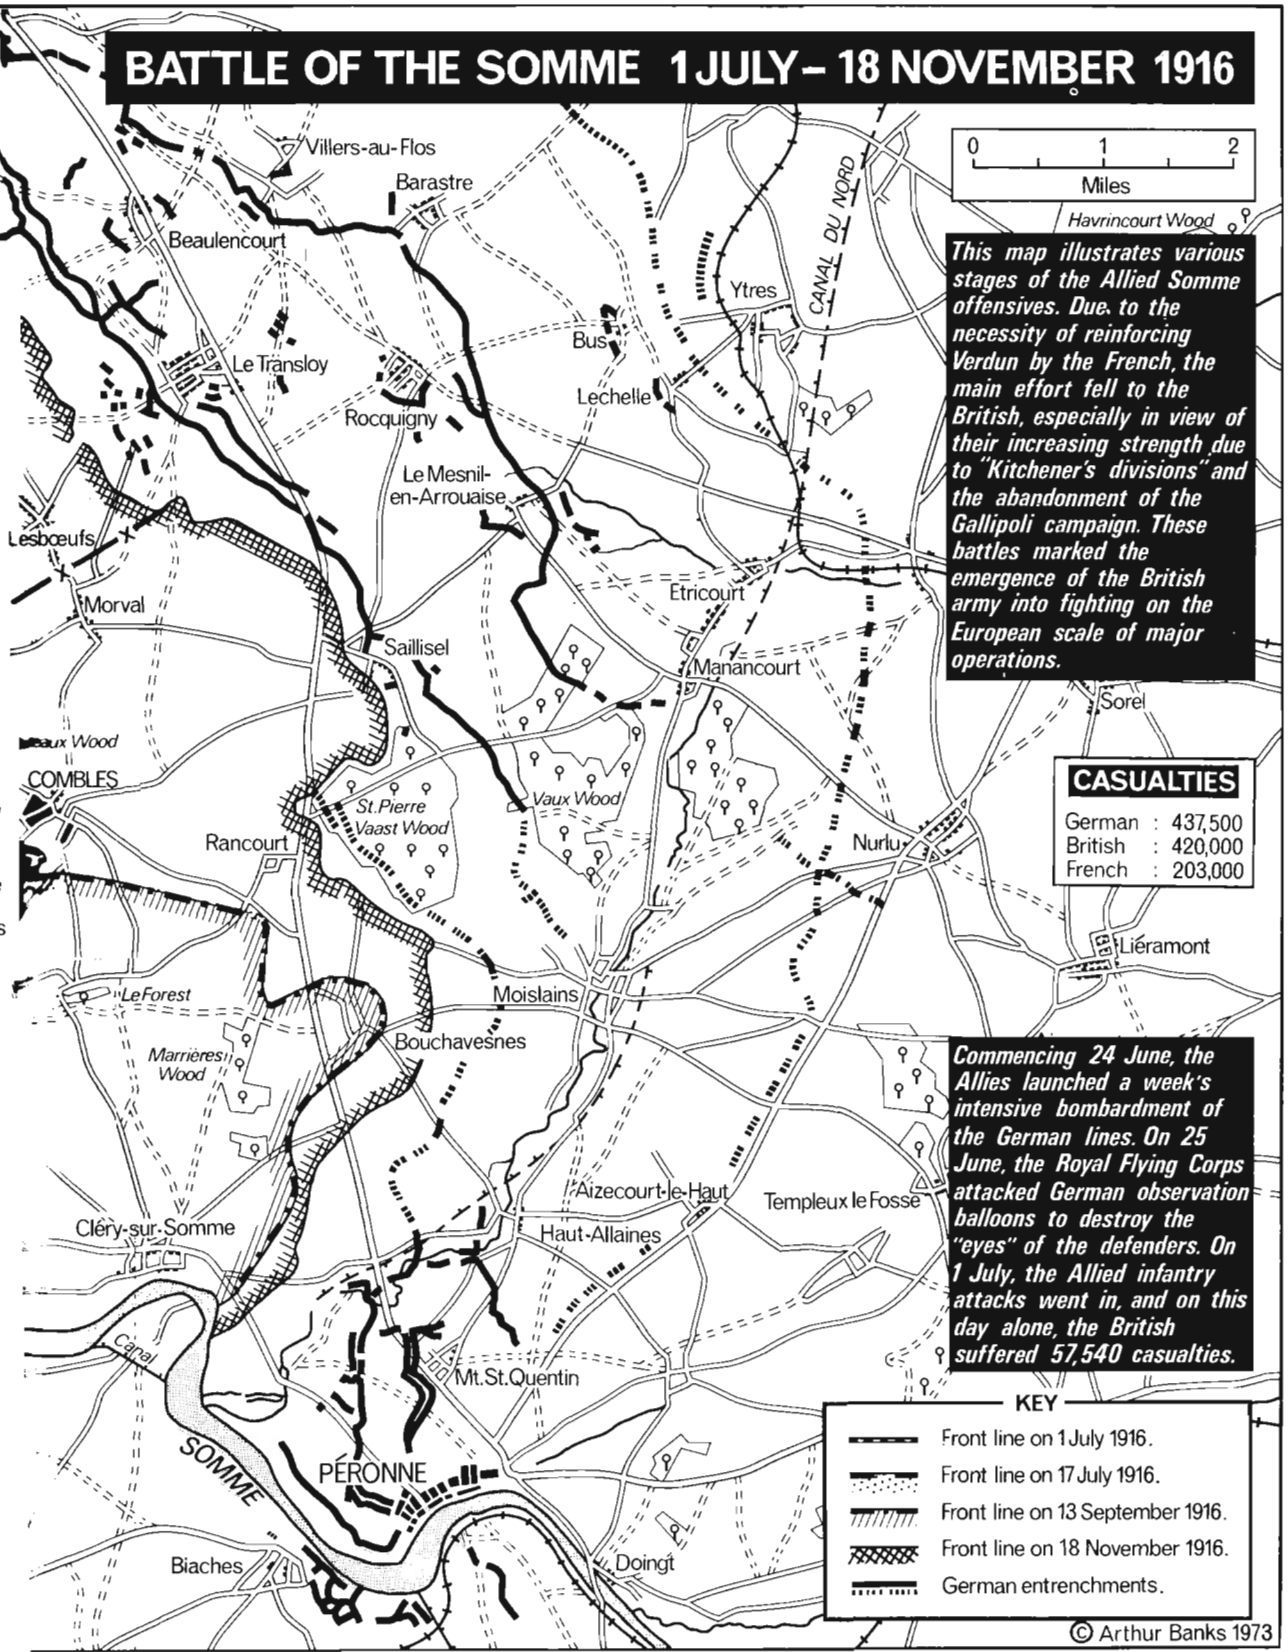 BATTLE OF THE SOMME 1 JULY – 18 NOVEMBER 1916
0 1 2
Miles
Villers-au-Flos
Barastre
CANAL DU NORD
Havrincourt Wood
Beaulencourt
Ytres
Bus
Le Transloy
Lechelle
Rocquigny
Le Mesnil-
en-Arrouaise
Lesbœufs
Etricourt
Morval
Saillisel
Manancourt
Sorel
eaux Wood
COMBLES
St. Pierre
Vaast Wood
Vaux Wood
Rancourt
Nurlu
Liéramont
Le Forest
Moislains
Bouchavesnes
Marrières
Wood
Aizecourt-le-Haut
Templeux le Fosse
Cléry-sur-Somme
Haut-Allaines
Canal
Mt. St. Quentin
SOMME
PÉRONNE
Biaches
Doingt
This map illustrates various
stages of the Allied Somme
offensives. Due to the
necessity of reinforcing
Verdun by the French, the
main effort fell to the
British, especially in view of
their increasing strength due
to "Kitchener's divisions" and
the abandonment of the
Gallipoli campaign. These
battles marked the
emergence of the British
army into fighting on the
European scale of major
operations.
CASUALTIES
German : 437,500
British : 420,000
French : 203,000
Commencing 24 June, the
Allies launched a week's
intensive bombardment of
the German lines. On 25
June, the Royal Flying Corps
attacked German observation
balloons to destroy the
"eyes" of the defenders. On
1 July, the Allied infantry
attacks went in, and on this
day alone, the British
suffered 57,540 casualties.
KEY
Front line on 1 July 1916.
Front line on 17 July 1916.
Front line on 13 September 1916.
Front line on 18 November 1916.
German entrenchments.
© Arthur Banks 1973